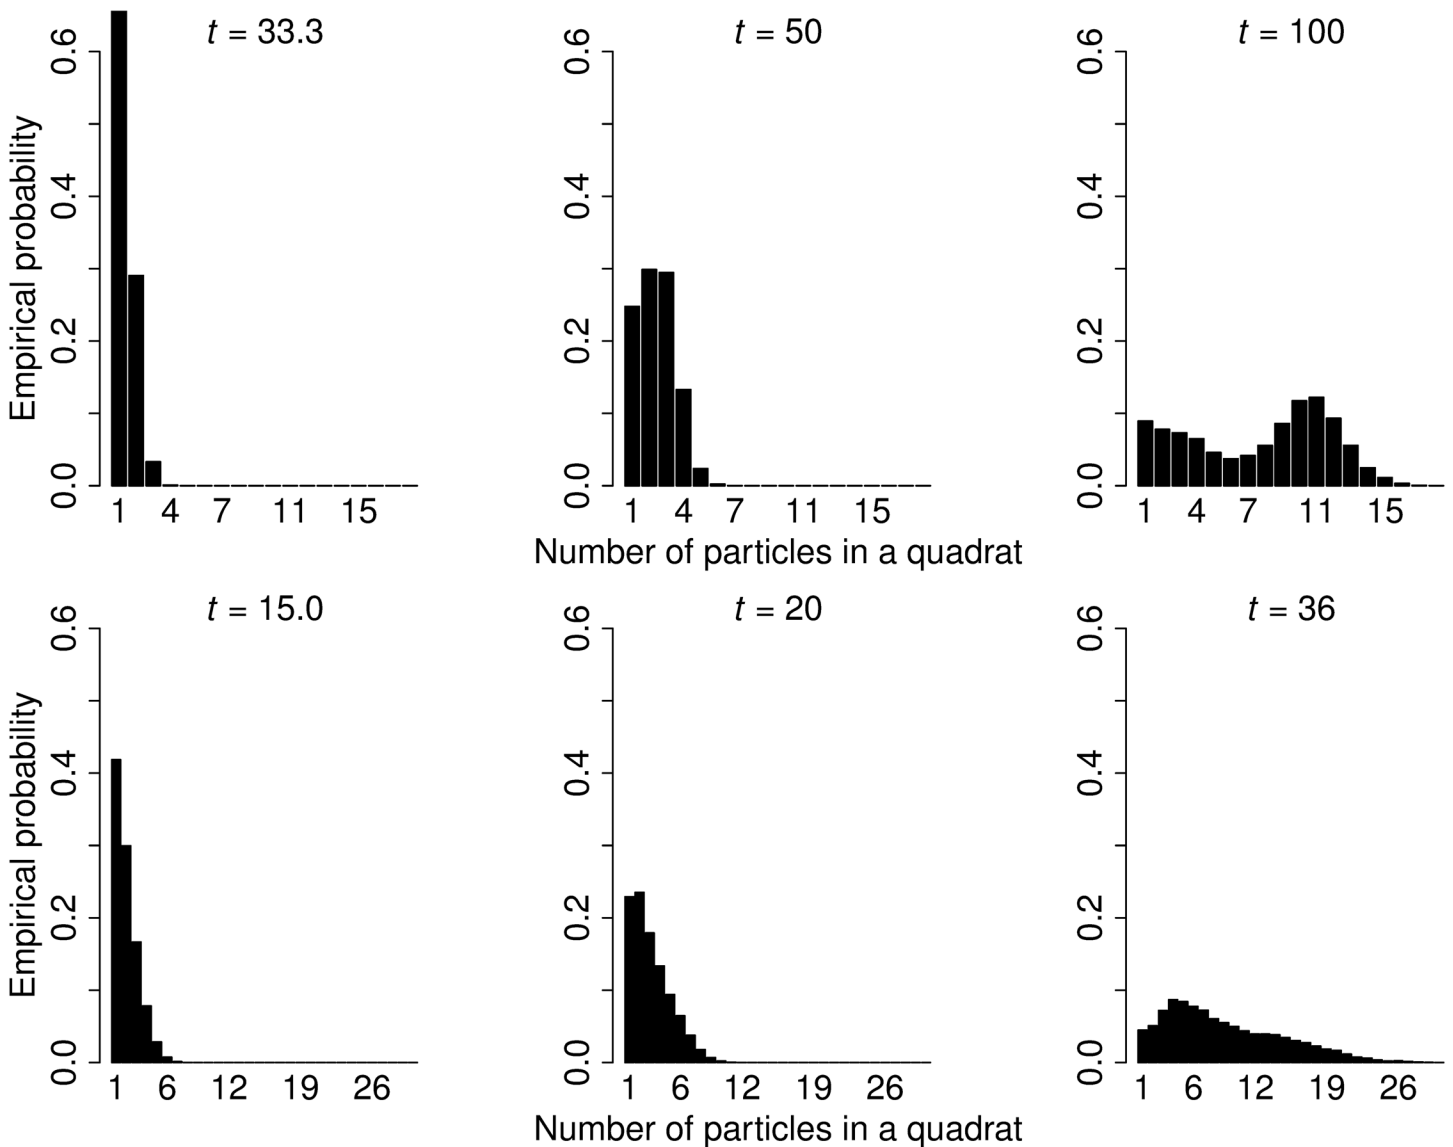 t = 33.3
t = 50
t = 100
Empirical probability
0.0 0.2 0.4 0.6
0.0 0.2 0.4 0.6
0.0 0.2 0.4 0.6
1 4 7 11 15
1 4 7 11 15
1 4 7 11 15
Number of particles in a quadrat
t = 15.0
t = 20
t = 36
Empirical probability
0.0 0.2 0.4 0.6
0.0 0.2 0.4 0.6
0.0 0.2 0.4 0.6
1 6 12 19 26
1 6 12 19 26
1 6 12 19 26
Number of particles in a quadrat